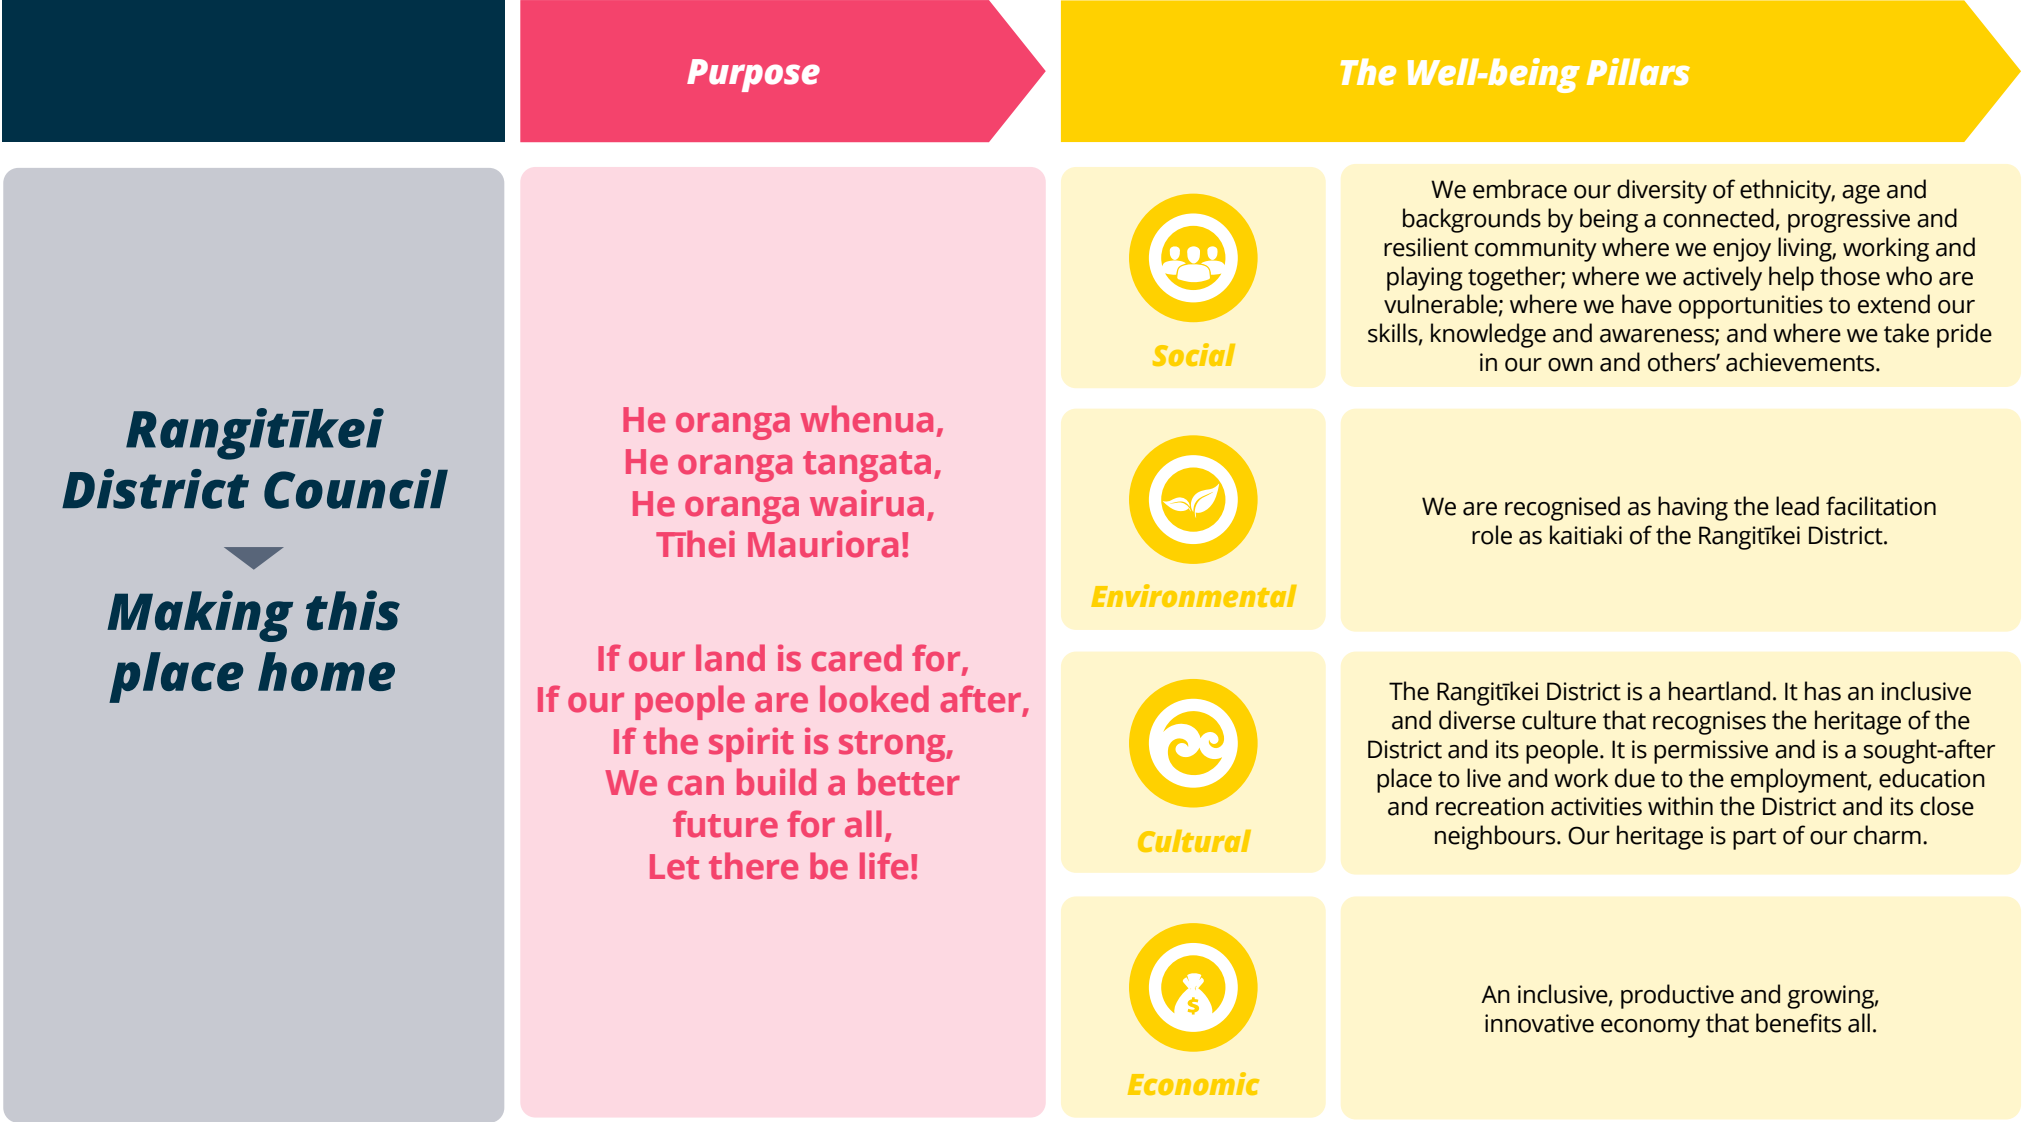 Purpose
The Well-being Pillars
Rangitīkei
District Council
Making this
place home
He oranga whenua,
He oranga tangata,
He oranga wairua,
Tīhei Mauriora!
If our land is cared for,
If our people are looked after,
If the spirit is strong,
We can build a better
future for all,
Let there be life!
Social
We embrace our diversity of ethnicity, age and
backgrounds by being a connected, progressive and
resilient community where we enjoy living, working and
playing together; where we actively help those who are
vulnerable; where we have opportunities to extend our
skills, knowledge and awareness; and where we take pride
in our own and others’ achievements.
Environmental
We are recognised as having the lead facilitation
role as kaitiaki of the Rangitīkei District.
Cultural
The Rangitīkei District is a heartland. It has an inclusive
and diverse culture that recognises the heritage of the
District and its people. It is permissive and is a sought-after
place to live and work due to the employment, education
and recreation activities within the District and its close
neighbours. Our heritage is part of our charm.
$
Economic
An inclusive, productive and growing,
innovative economy that benefits all.